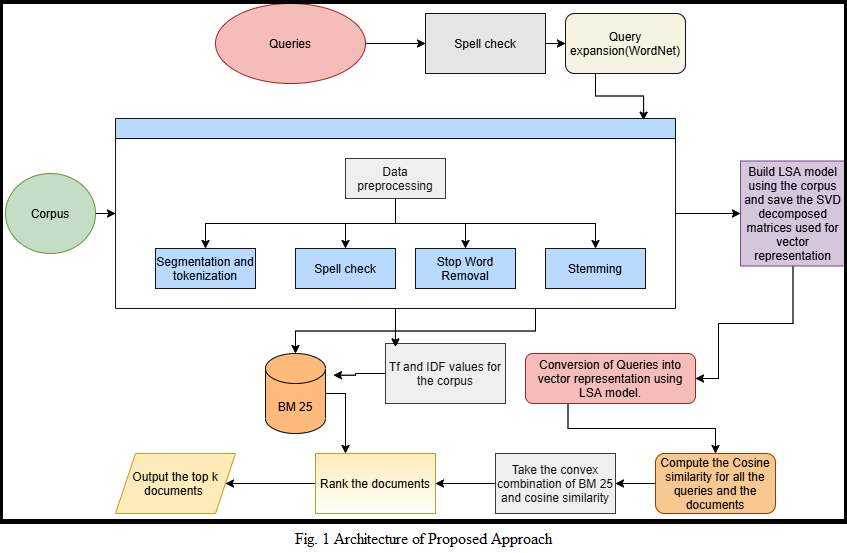 Queries
Spell check
Query
expansion(WordNet)
Corpus
Data
preprocessing
Segmentation and
tokenization
Spell check
Stop Word
Removal
Stemming
Build LSA model
using the corpus
and save the SVD
decomposed
matrices used for
vector
representation
BM 25
Tf and IDF values for
the corpus
Conversion of Queries into
vector representation using
LSA model.
Output the top k
documents
Rank the documents
Take the convex
combination of BM 25
and cosine similarity
Compute the Cosine
similarity for all the
queries and the
documents
Fig. 1 Architecture of Proposed Approach